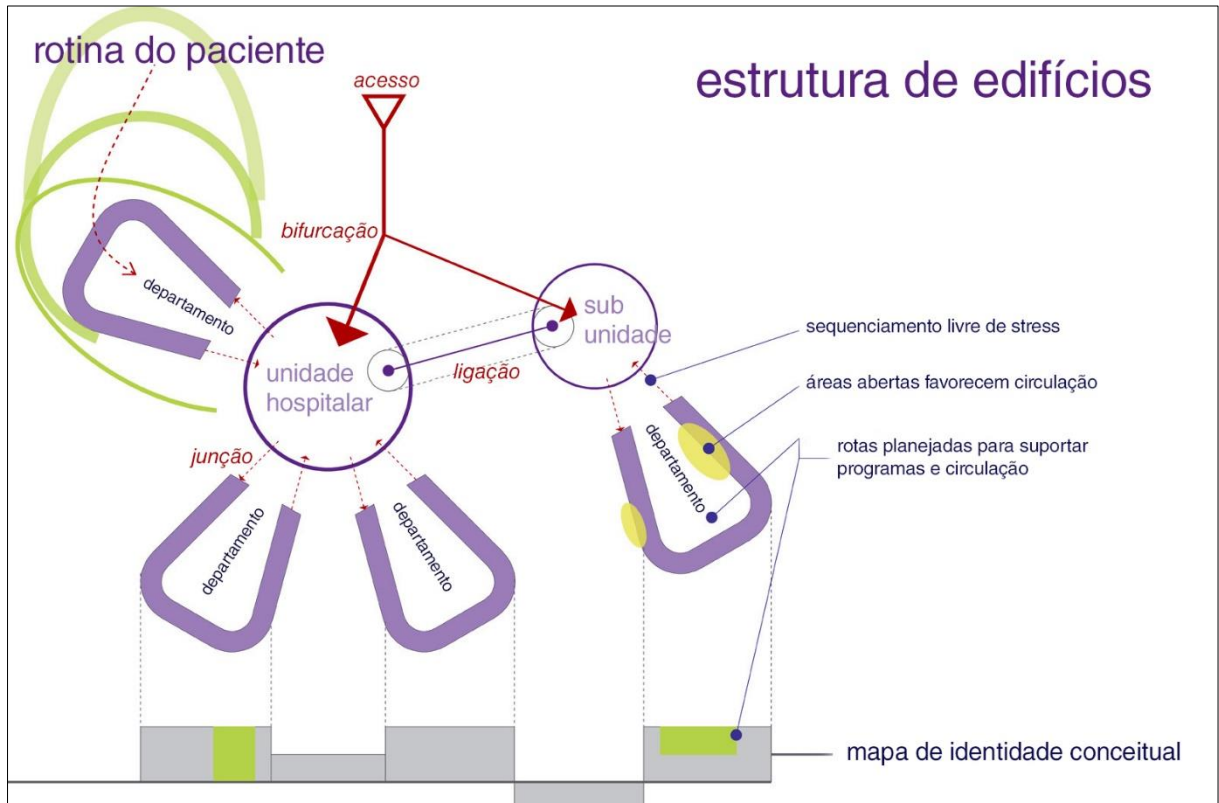 rotina do paciente
estrutura de edifícios
acesso
bifurcação
departamento
sub
unidade
unidade
hospitalar
ligação
sequenciamento livre de stress
áreas abertas favorecem circulação
rotas planejadas para suportar
programas e circulação
junção
departamento
departamento
departamento
mapa de identidade conceitual